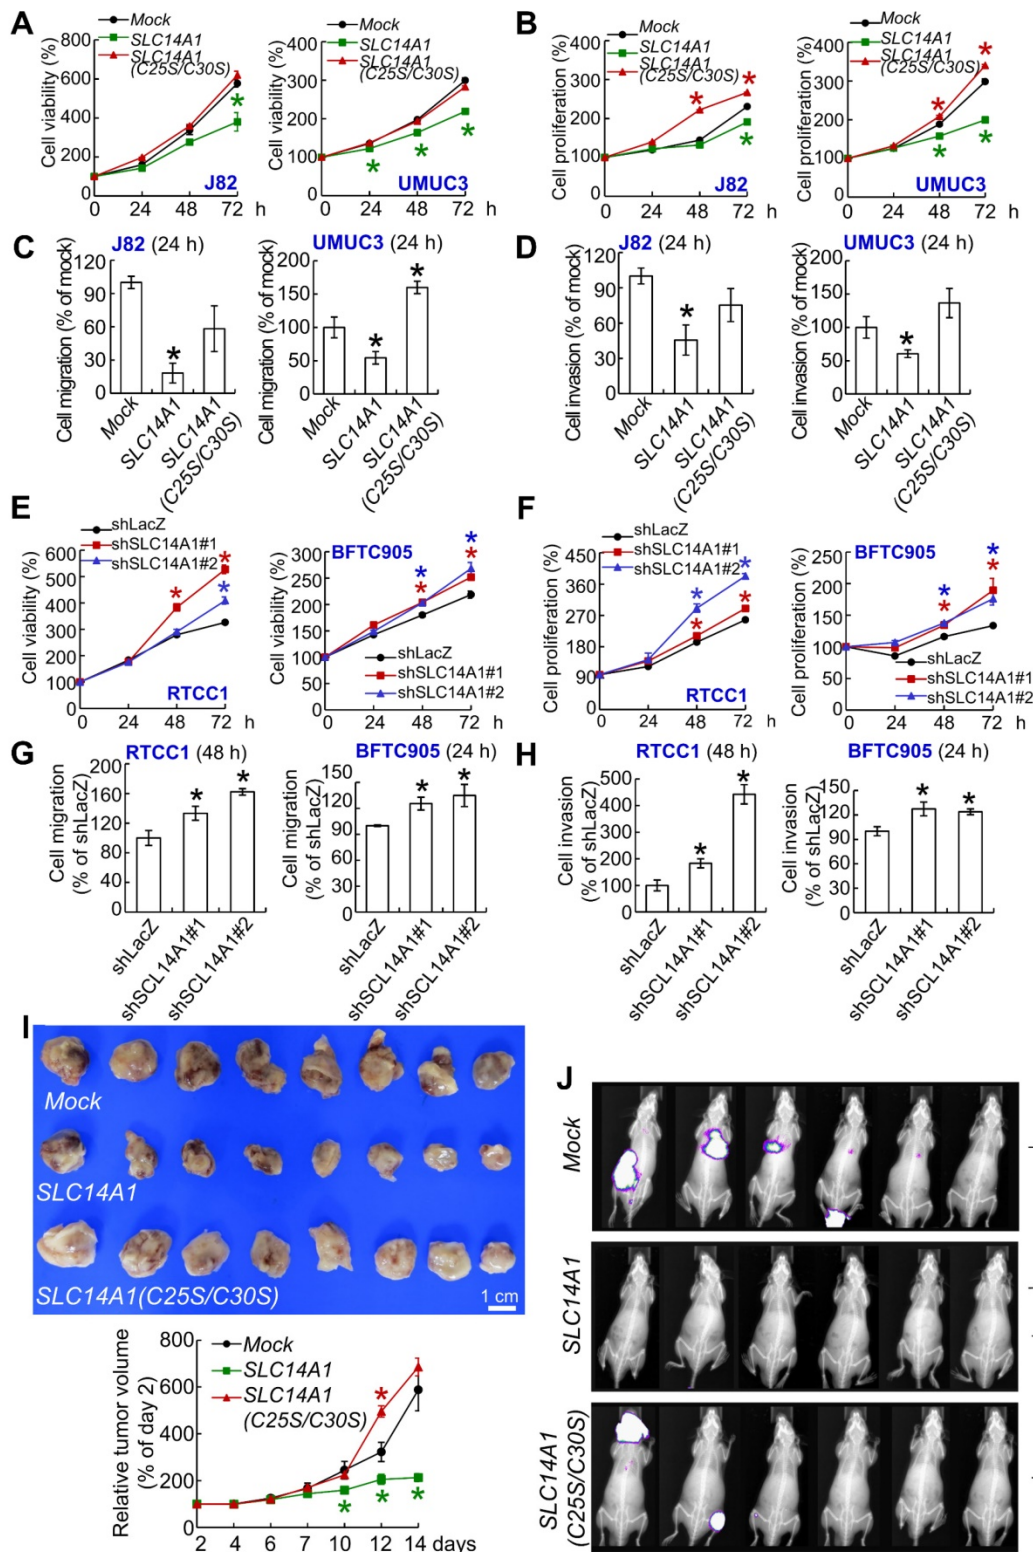 A
Mock
SLC14A1
SLC14A1
(C25S/C30S)
Cell viability (%)
800
600
400
200
0
0 24 48 72 h
J82
Cell viability (%)
400
300
200
100
0
0 24 48 72 h
UMUC3
B
Mock
SLC14A1
SLC14A1
(C25S/C30S)
Cell proliferation (%)
400
300
200
100
0
0 24 48 72 h
J82
Cell proliferation (%)
400
300
200
100
0
0 24 48 72 h
UMUC3
C
J82 (24 h)
Cell migration (% of mock)
120
90
60
30
0
Mock
SLC14A1
SLC14A1
(C25S/C30S)
UMUC3 (24 h)
Cell migration (% of mock)
200
150
100
50
0
Mock
SLC14A1
SLC14A1
(C25S/C30S)
D
J82 (24 h)
Cell invasion (% of mock)
120
90
60
30
0
Mock
SLC14A1
SLC14A1
(C25S/C30S)
UMUC3 (24 h)
Cell invasion (% of mock)
200
150
100
50
0
Mock
SLC14A1
SLC14A1
(C25S/C30S)
E
shLacZ
shSLC14A1#1
shSLC14A1#2
Cell viability (%)
600
500
400
300
200
100
0 24 48 72 h
RTCC1
BFTC905
Cell viability (%)
300
250
200
150
100
50
0
0 24 48 72 h
shLacZ
shSLC14A1#1
shSLC14A1#2
F
shLacZ
shSLC14A1#1
shSLC14A1#2
Cell proliferation (%)
450
360
270
180
90
0
0 24 48 72 h
RTCC1
BFTC905
Cell proliferation (%)
250
200
150
100
50
0
0 24 48 72 h
shLacZ
shSLC14A1#1
shSLC14A1#2
G
RTCC1 (48 h)
Cell migration
(% of shLacZ)
200
160
120
80
40
0
shLacZ
shSCL14A1#1
shSCL14A1#2
BFTC905 (24 h)
Cell migration
(% of shLacZ)
150
120
90
60
30
0
shLacZ
shSCL14A1#1
shSCL14A1#2
H
RTCC1 (48 h)
Cell invasion
(% of shLacZ)
500
400
300
200
100
0
shLacZ
shSCL14A1#1
shSCL14A1#2
BFTC905 (24 h)
Cell invasion
(% of shLacZ)
150
120
90
60
30
0
shLacZ
shSCL14A1#1
shSCL14A1#2
I
Mock
SLC14A1
SLC14A1(C25S/C30S)
1 cm
Relative tumor volume
(% of day 2)
800
600
400
200
0
2 4 6 7 10 12 14 days
Mock
SLC14A1
SLC14A1
(C25S/C30S)
J
Mock
SLC14A1
SLC14A1
(C25S/C30S)